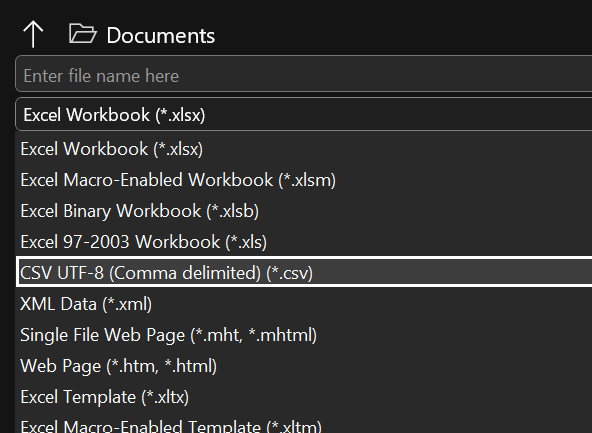 Documents
Enter file name here
Excel Workbook (*.xlsx)
Excel Workbook (*.xlsx)
Excel Macro-Enabled Workbook (*.xlsm)
Excel Binary Workbook (*.xlsb)
Excel 97-2003 Workbook (*.xls)
CSV UTF-8 (Comma delimited) (*.csv)
XML Data (*.xml)
Single File Web Page (*.mht, *.mhtml)
Web Page (*.htm, *.html)
Excel Template (*.xltx)
Excel Macro-Enabled Template (*.xltm)